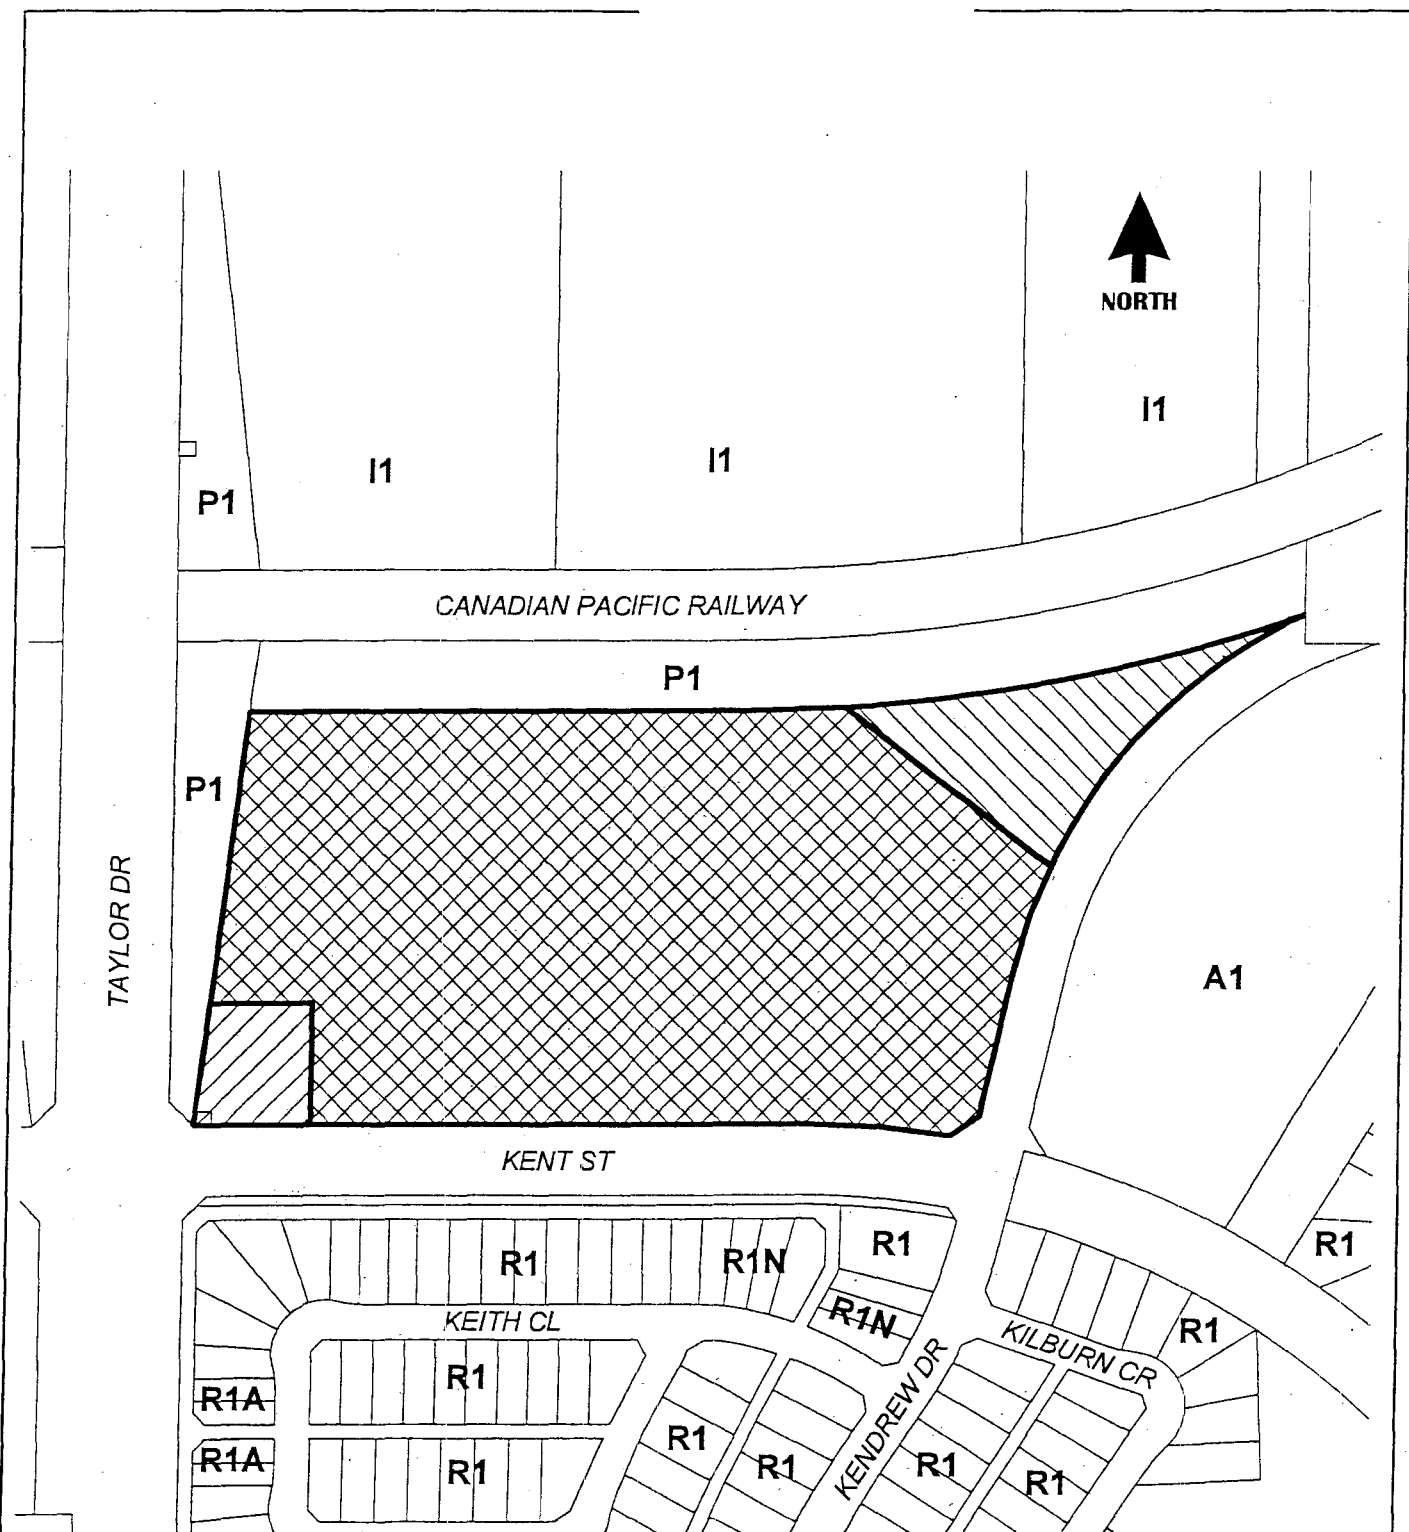 NORTH
I1
I1
I1
P1
CANADIAN PACIFIC RAILWAY
P1
P1
TAYLOR DR
A1
KENT ST
R1
R1N
R1
R1
R1N
KEITH CL
KILBURN CR
R1
R1
R1A
KENDREW DR
R1
R1A
R1
R1
R1
R1